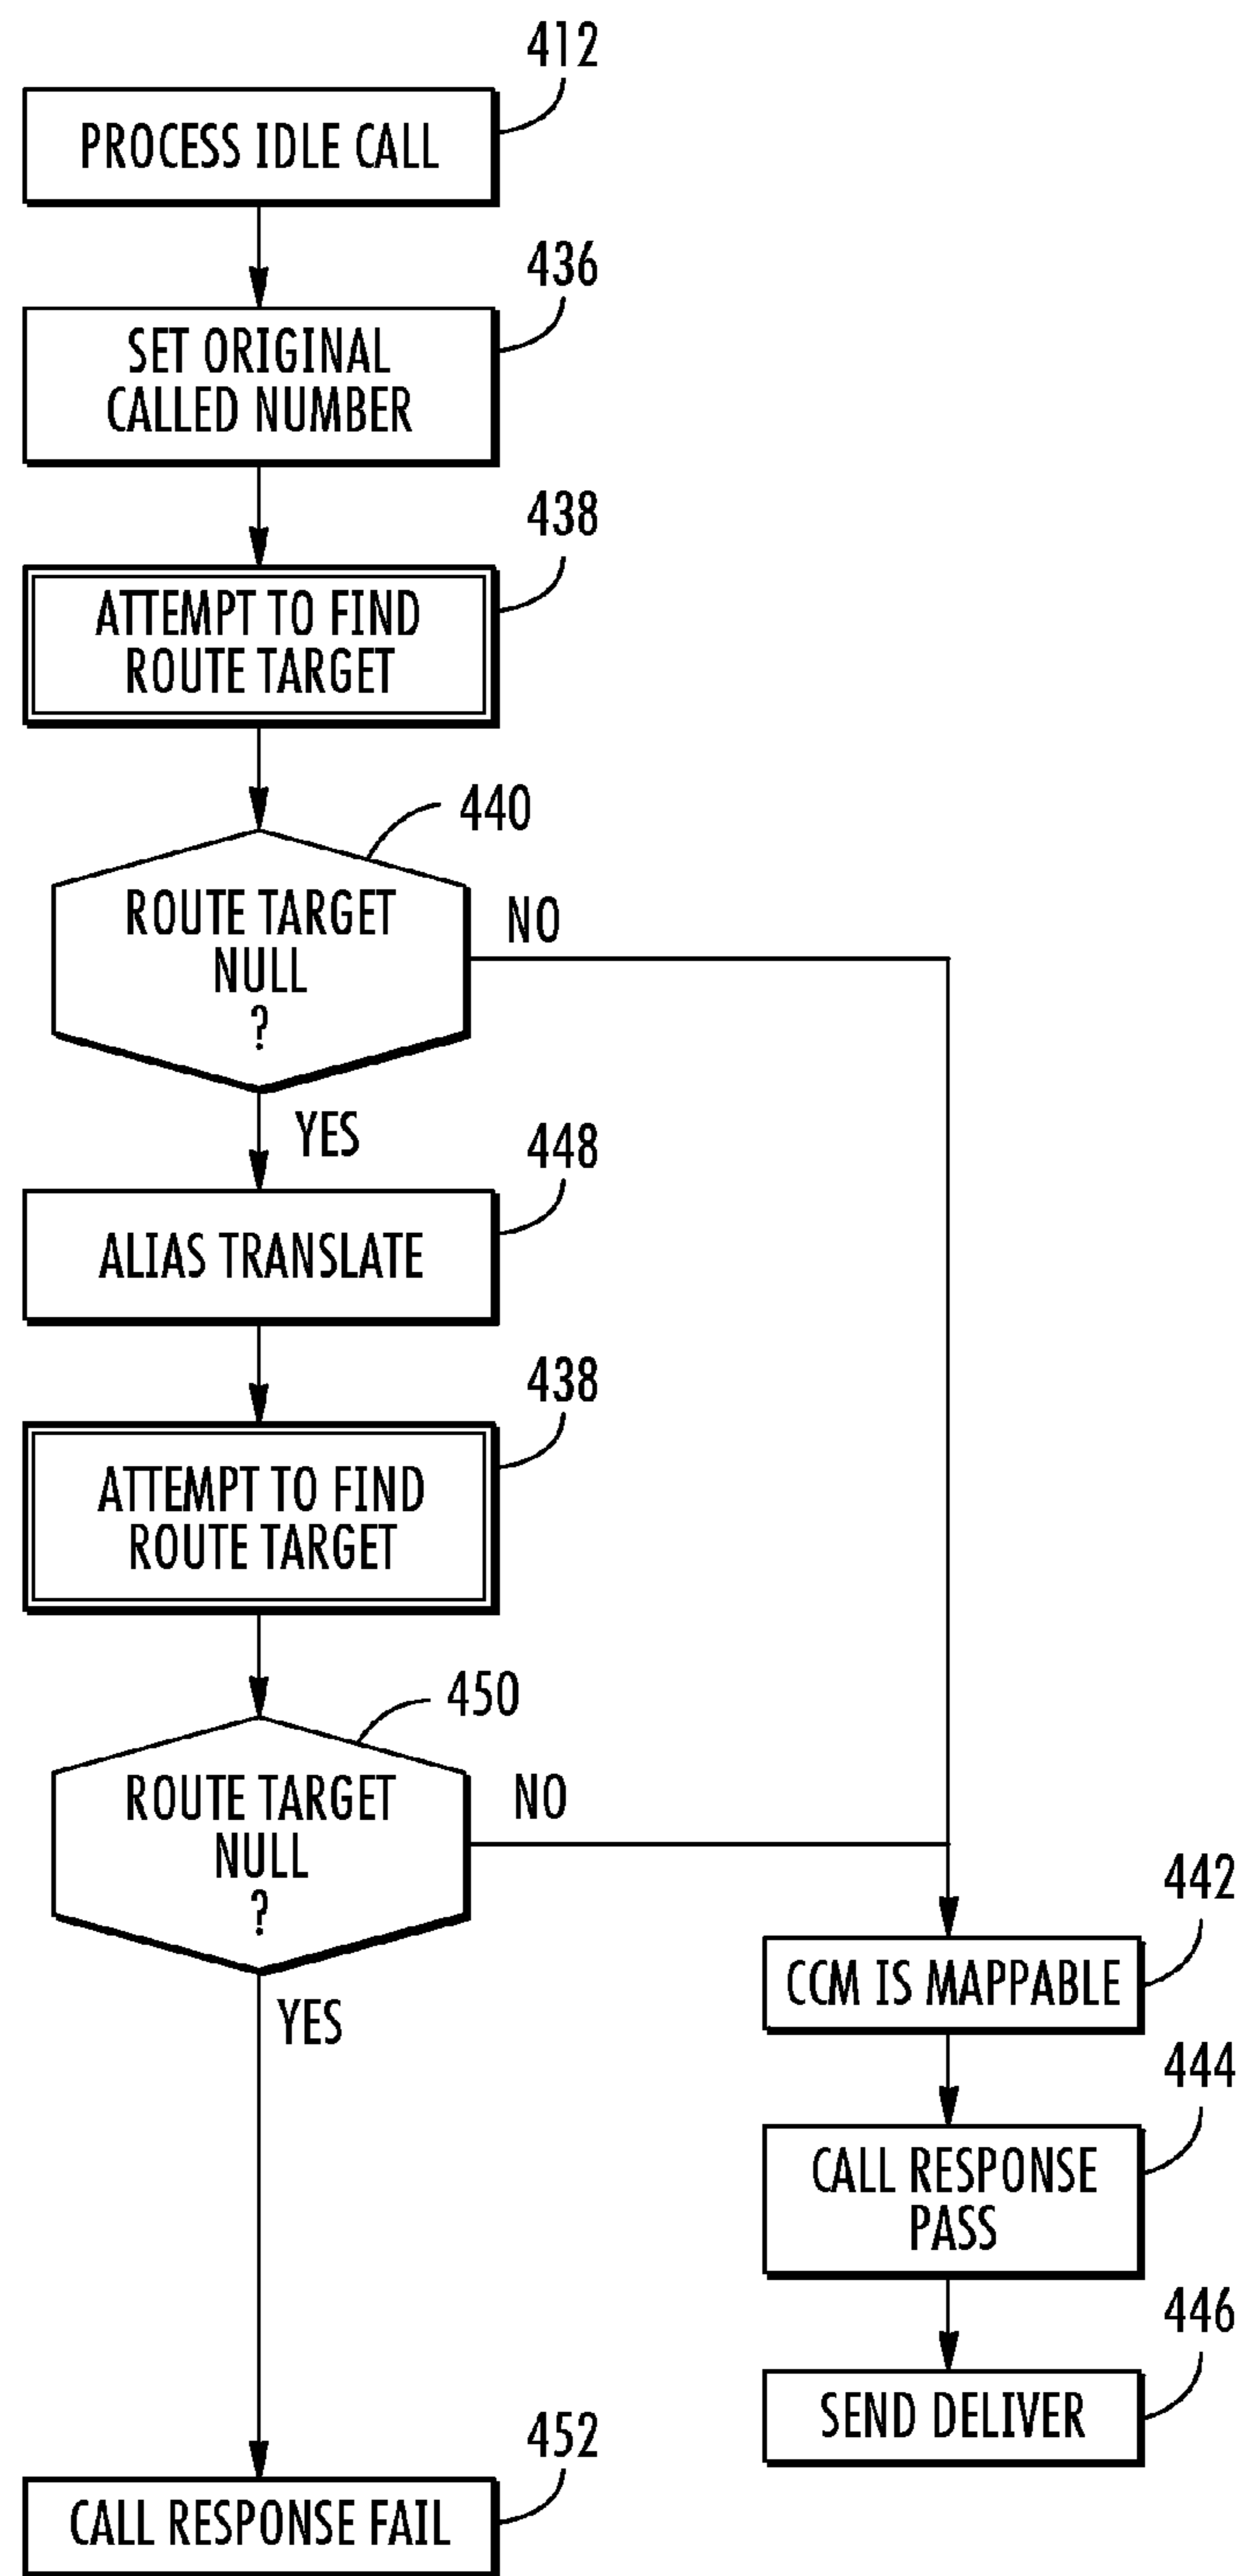 412
PROCESS IDLE CALL
436
SET ORIGINAL
CALLED NUMBER
438
ATTEMPT TO FIND
ROUTE TARGET
440
ROUTE TARGET
NULL
?
NO
YES
448
ALIAS TRANSLATE
438
ATTEMPT TO FIND
ROUTE TARGET
450
ROUTE TARGET
NULL
?
NO
YES
442
CCM IS MAPPABLE
444
CALL RESPONSE
PASS
446
SEND DELIVER
452
CALL RESPONSE FAIL